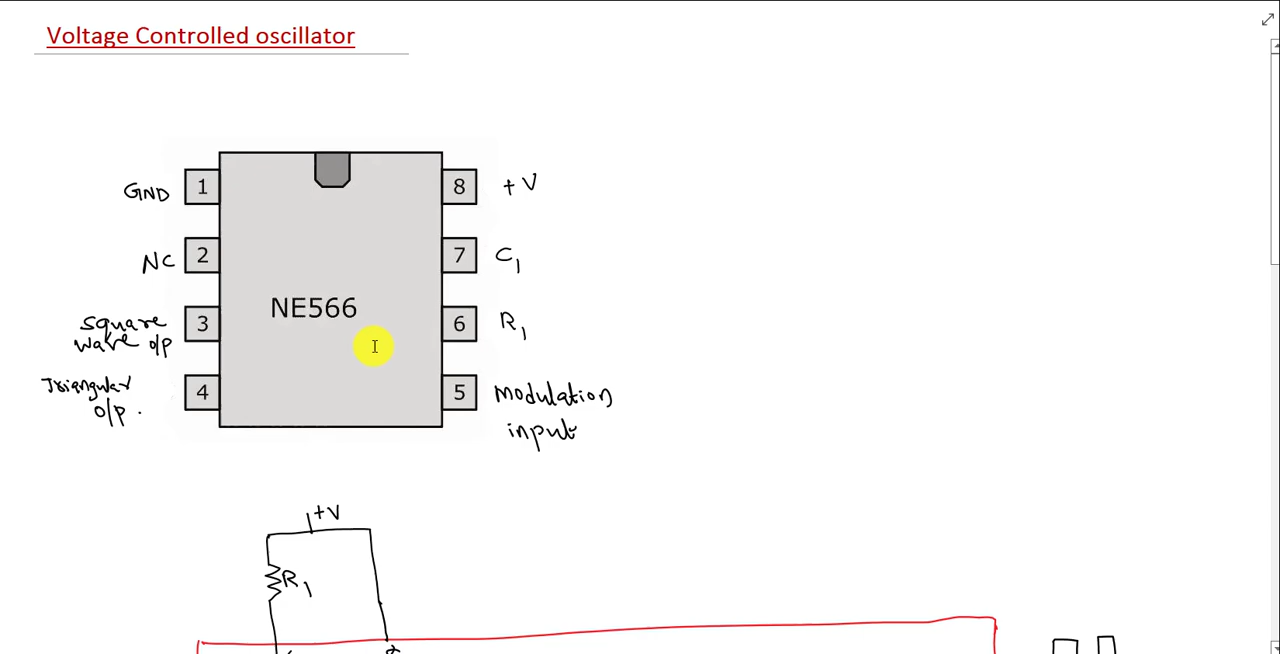 Voltage Controlled oscillator
GND 1 8 +V
NC 2 7 C1
square
wave o/p 3 6 R1
NE566
Triangular
o/p. 4 5 Modulation
input
+V
R1